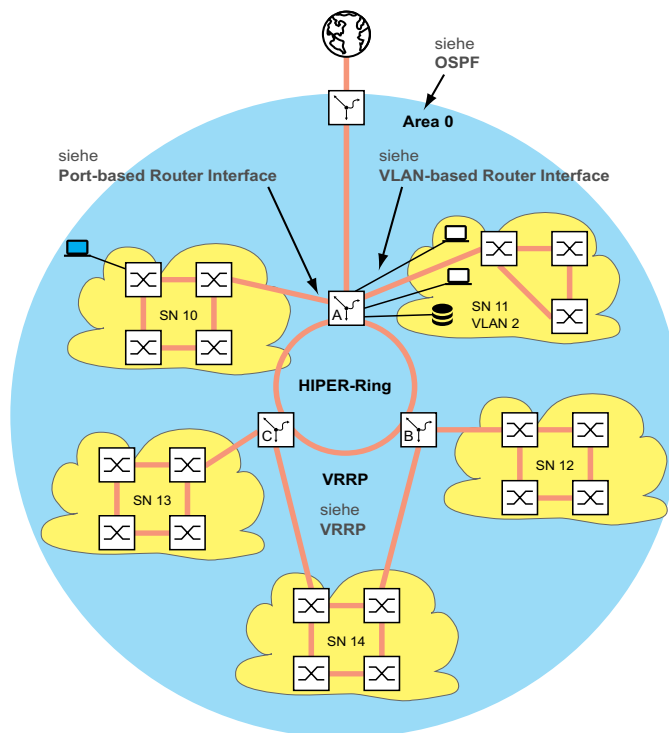 siehe
OSPF
Area 0
siehe
Port-based Router Interface
siehe
VLAN-based Router Interface
SN 10
A
SN 11
VLAN 2
HIPER-Ring
C
B
SN 13
VRRP
SN 12
siehe
VRRP
SN 14